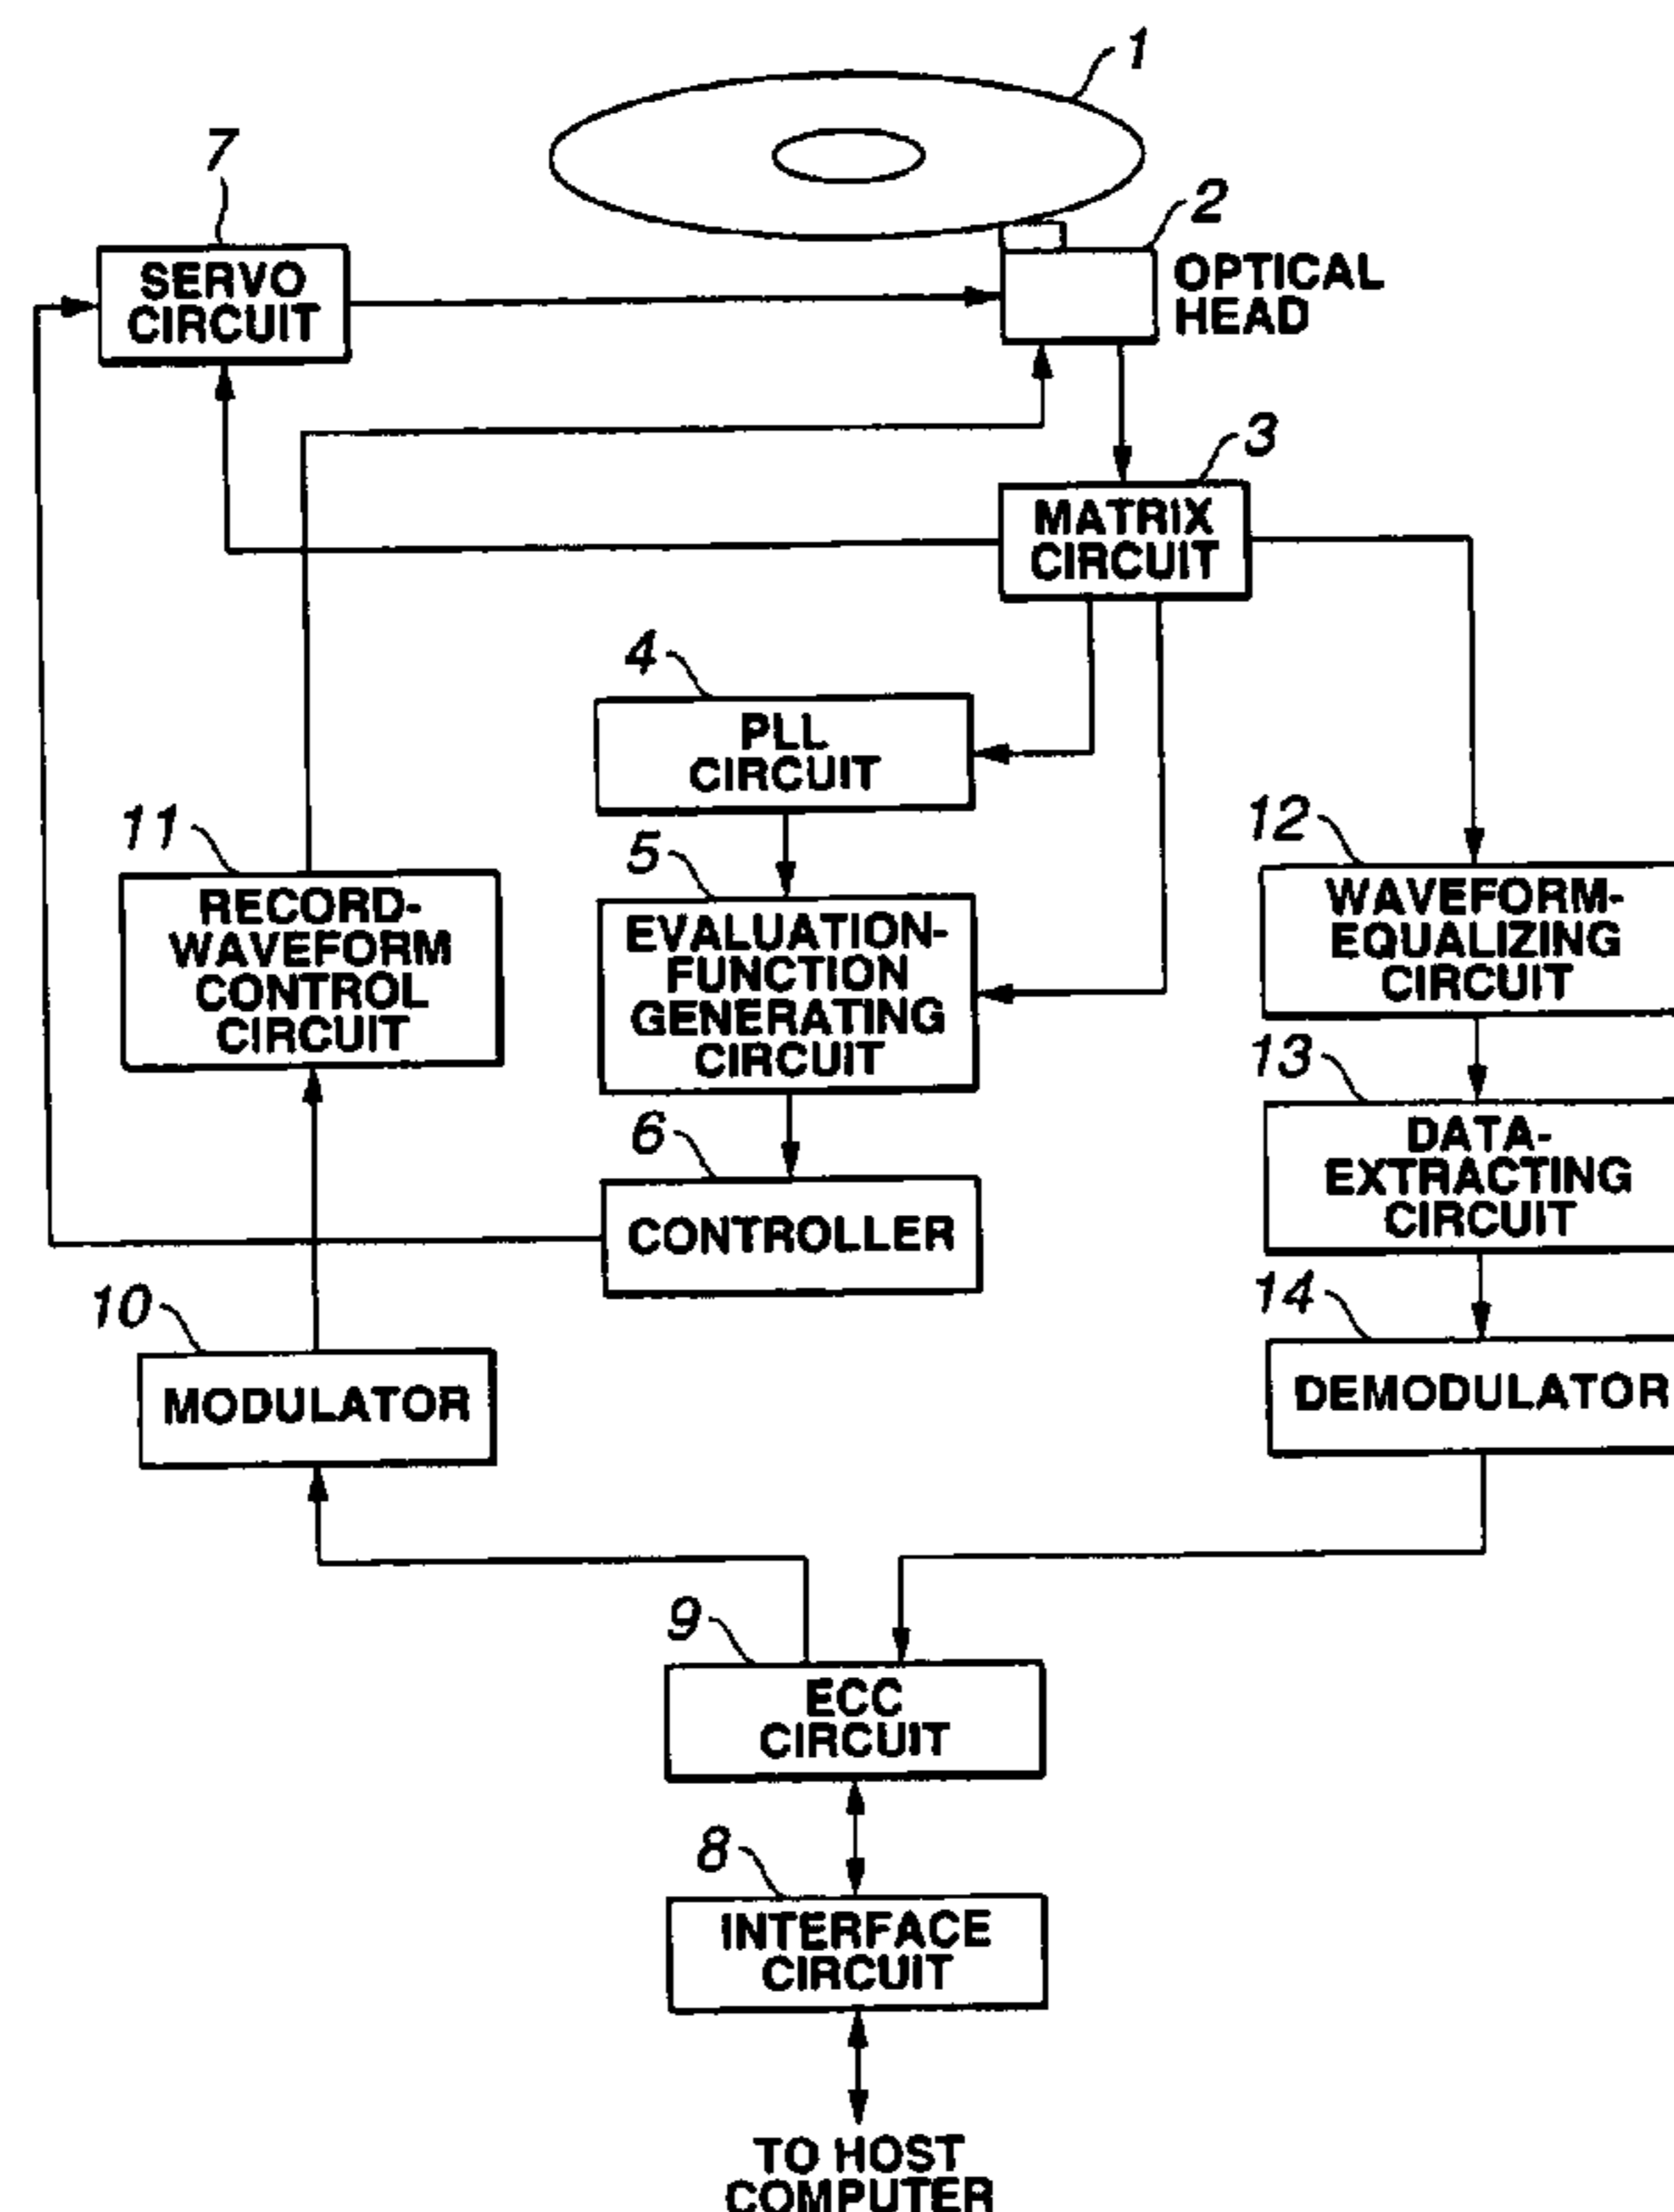 1
7
2
SERVO
CIRCUIT
OPTICAL
HEAD
3
MATRIX
CIRCUIT
4
PLL
CIRCUIT
11
5
12
RECORD-
WAVEFORM
CONTROL
CIRCUIT
EVALUATION-
FUNCTION
GENERATING
CIRCUIT
WAVEFORM-
EQUALIZING
CIRCUIT
13
6
DATA-
EXTRACTING
CIRCUIT
CONTROLLER
10
14
MODULATOR
DEMODULATOR
9
ECC
CIRCUIT
8
INTERFACE
CIRCUIT
TO HOST
COMPUTER